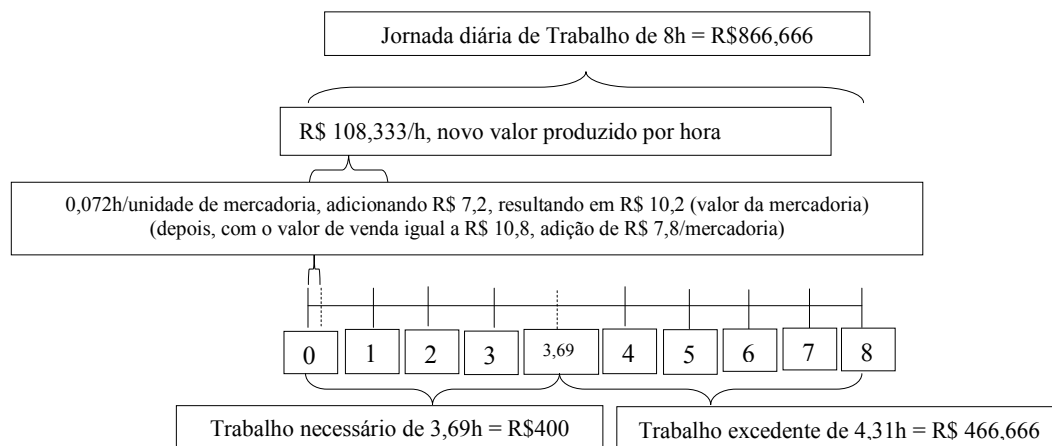 Jornada diária de Trabalho de 8h = R$866,666
R$ 108,333/h, novo valor produzido por hora
0,072h/unidade de mercadoria, adicionando R$ 7,2, resultando em R$ 10,2 (valor da mercadoria)
(depois, com o valor de venda igual a R$ 10,8, adição de R$ 7,8/mercadoria)
0 1 2 3 3,69 4 5 6 7 8
Trabalho necessário de 3,69h = R$400 Trabalho excedente de 4,31h = R$ 466,666